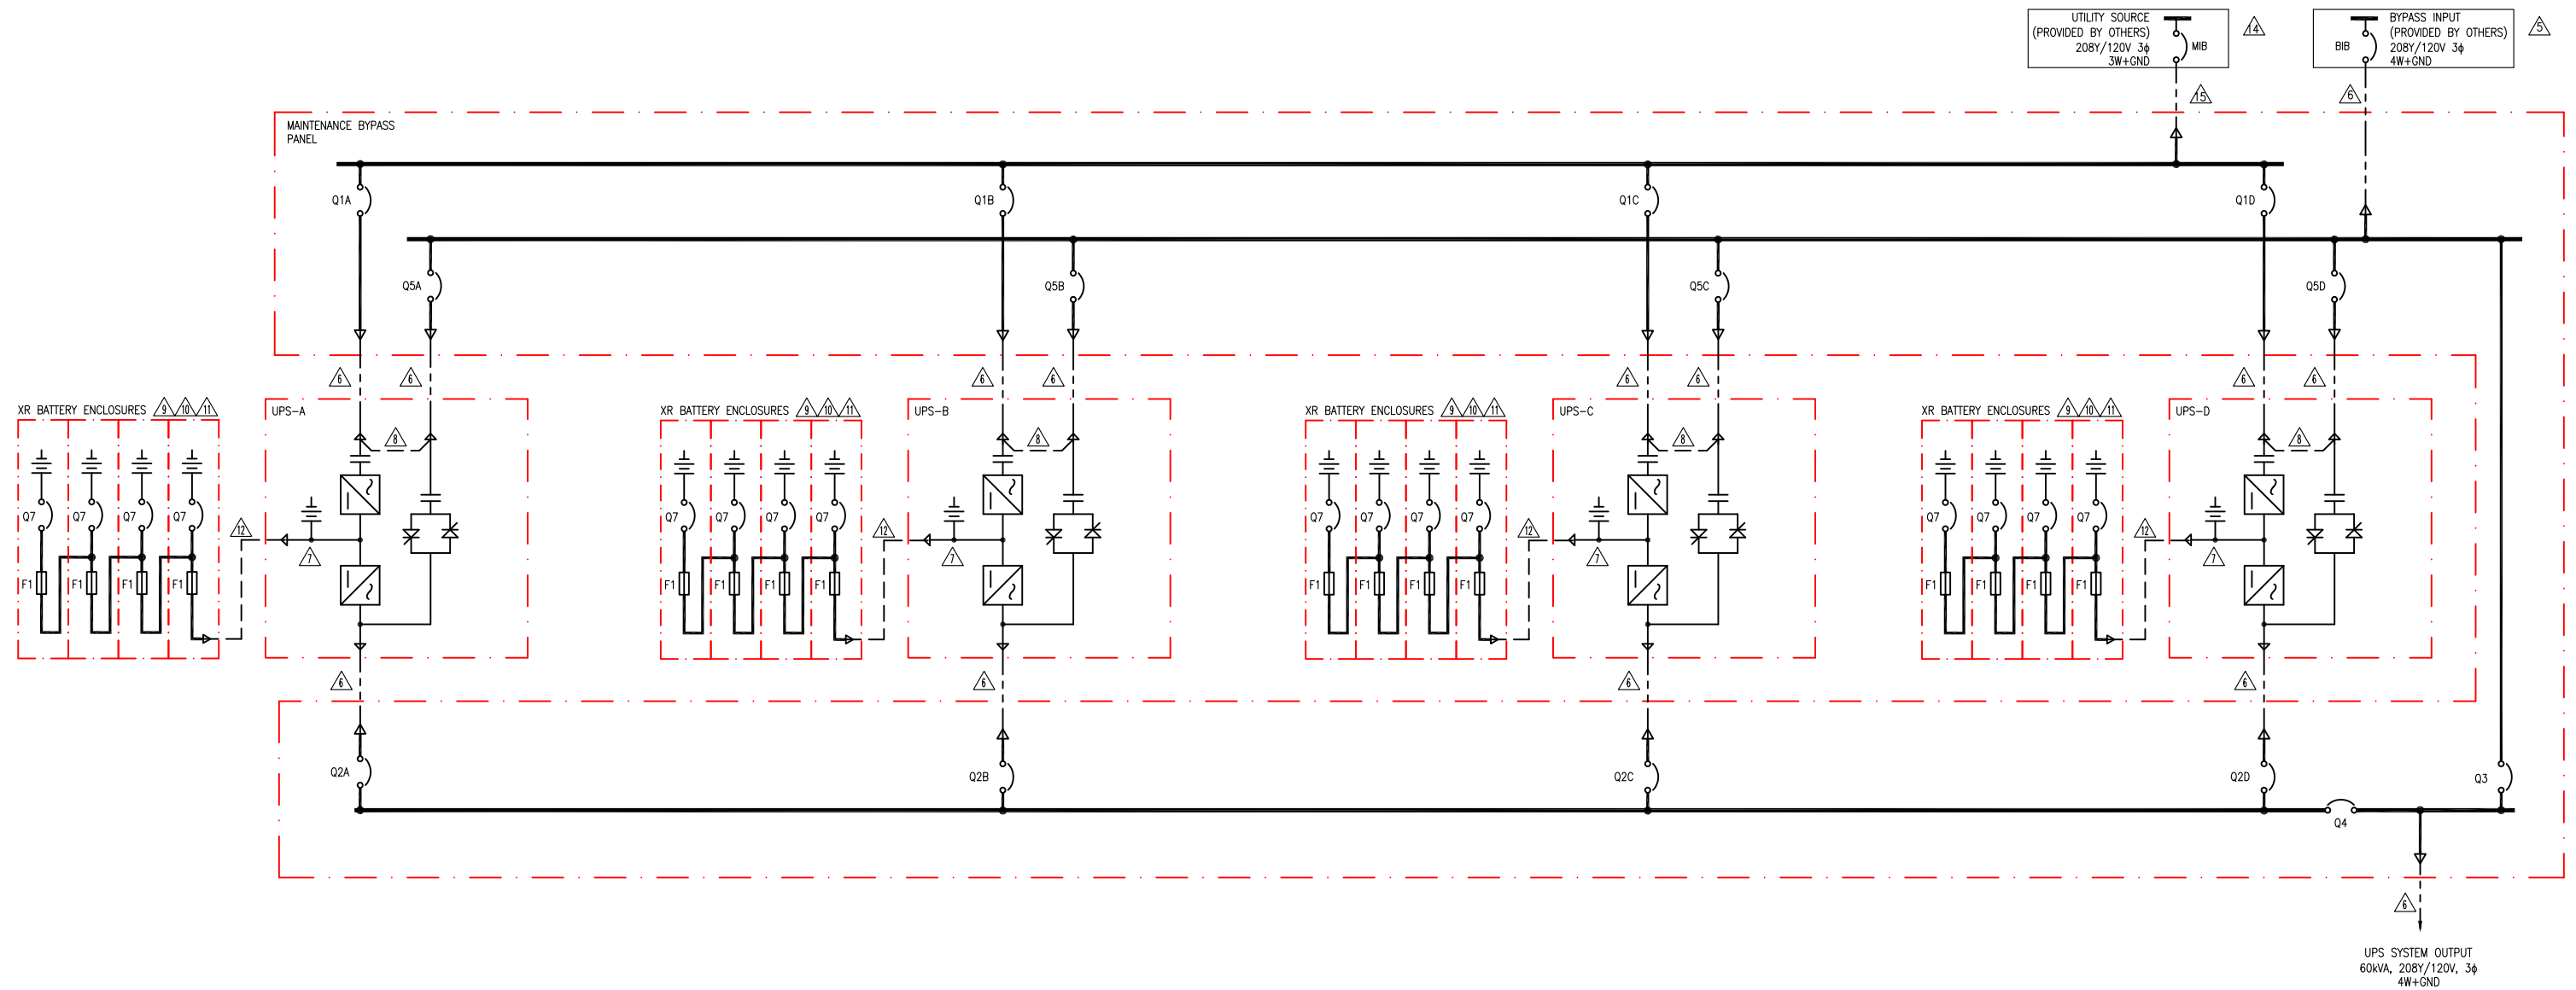 UTILITY SOURCE
(PROVIDED BY OTHERS)
208Y/120V 3ϕ
3W+GND
MIB
14
BIB
BYPASS INPUT
(PROVIDED BY OTHERS)
208Y/120V 3ϕ
4W+GND
5
15
6
MAINTENANCE BYPASS
PANEL
Q1A
Q1B
Q1C
Q1D
Q5A
Q5B
Q5C
Q5D
6 6
6 6
6 6
6 6
XR BATTERY ENCLOSURES 9 10 11
UPS-A
XR BATTERY ENCLOSURES 9 10 11
UPS-B
XR BATTERY ENCLOSURES 9 10 11
UPS-C
XR BATTERY ENCLOSURES 9 10 11
UPS-D
8
8
8
8
Q7 Q7 Q7 Q7
12
Q7 Q7 Q7 Q7
12
Q7 Q7 Q7 Q7
12
Q7 Q7 Q7 Q7
12
7
7
7
7
F1 F1 F1 F1
F1 F1 F1 F1
F1 F1 F1 F1
F1 F1 F1 F1
6
6
6
6
Q2A
Q2B
Q2C
Q2D
Q3
Q4
6
UPS SYSTEM OUTPUT
60kVA, 208Y/120V, 3ϕ
4W+GND